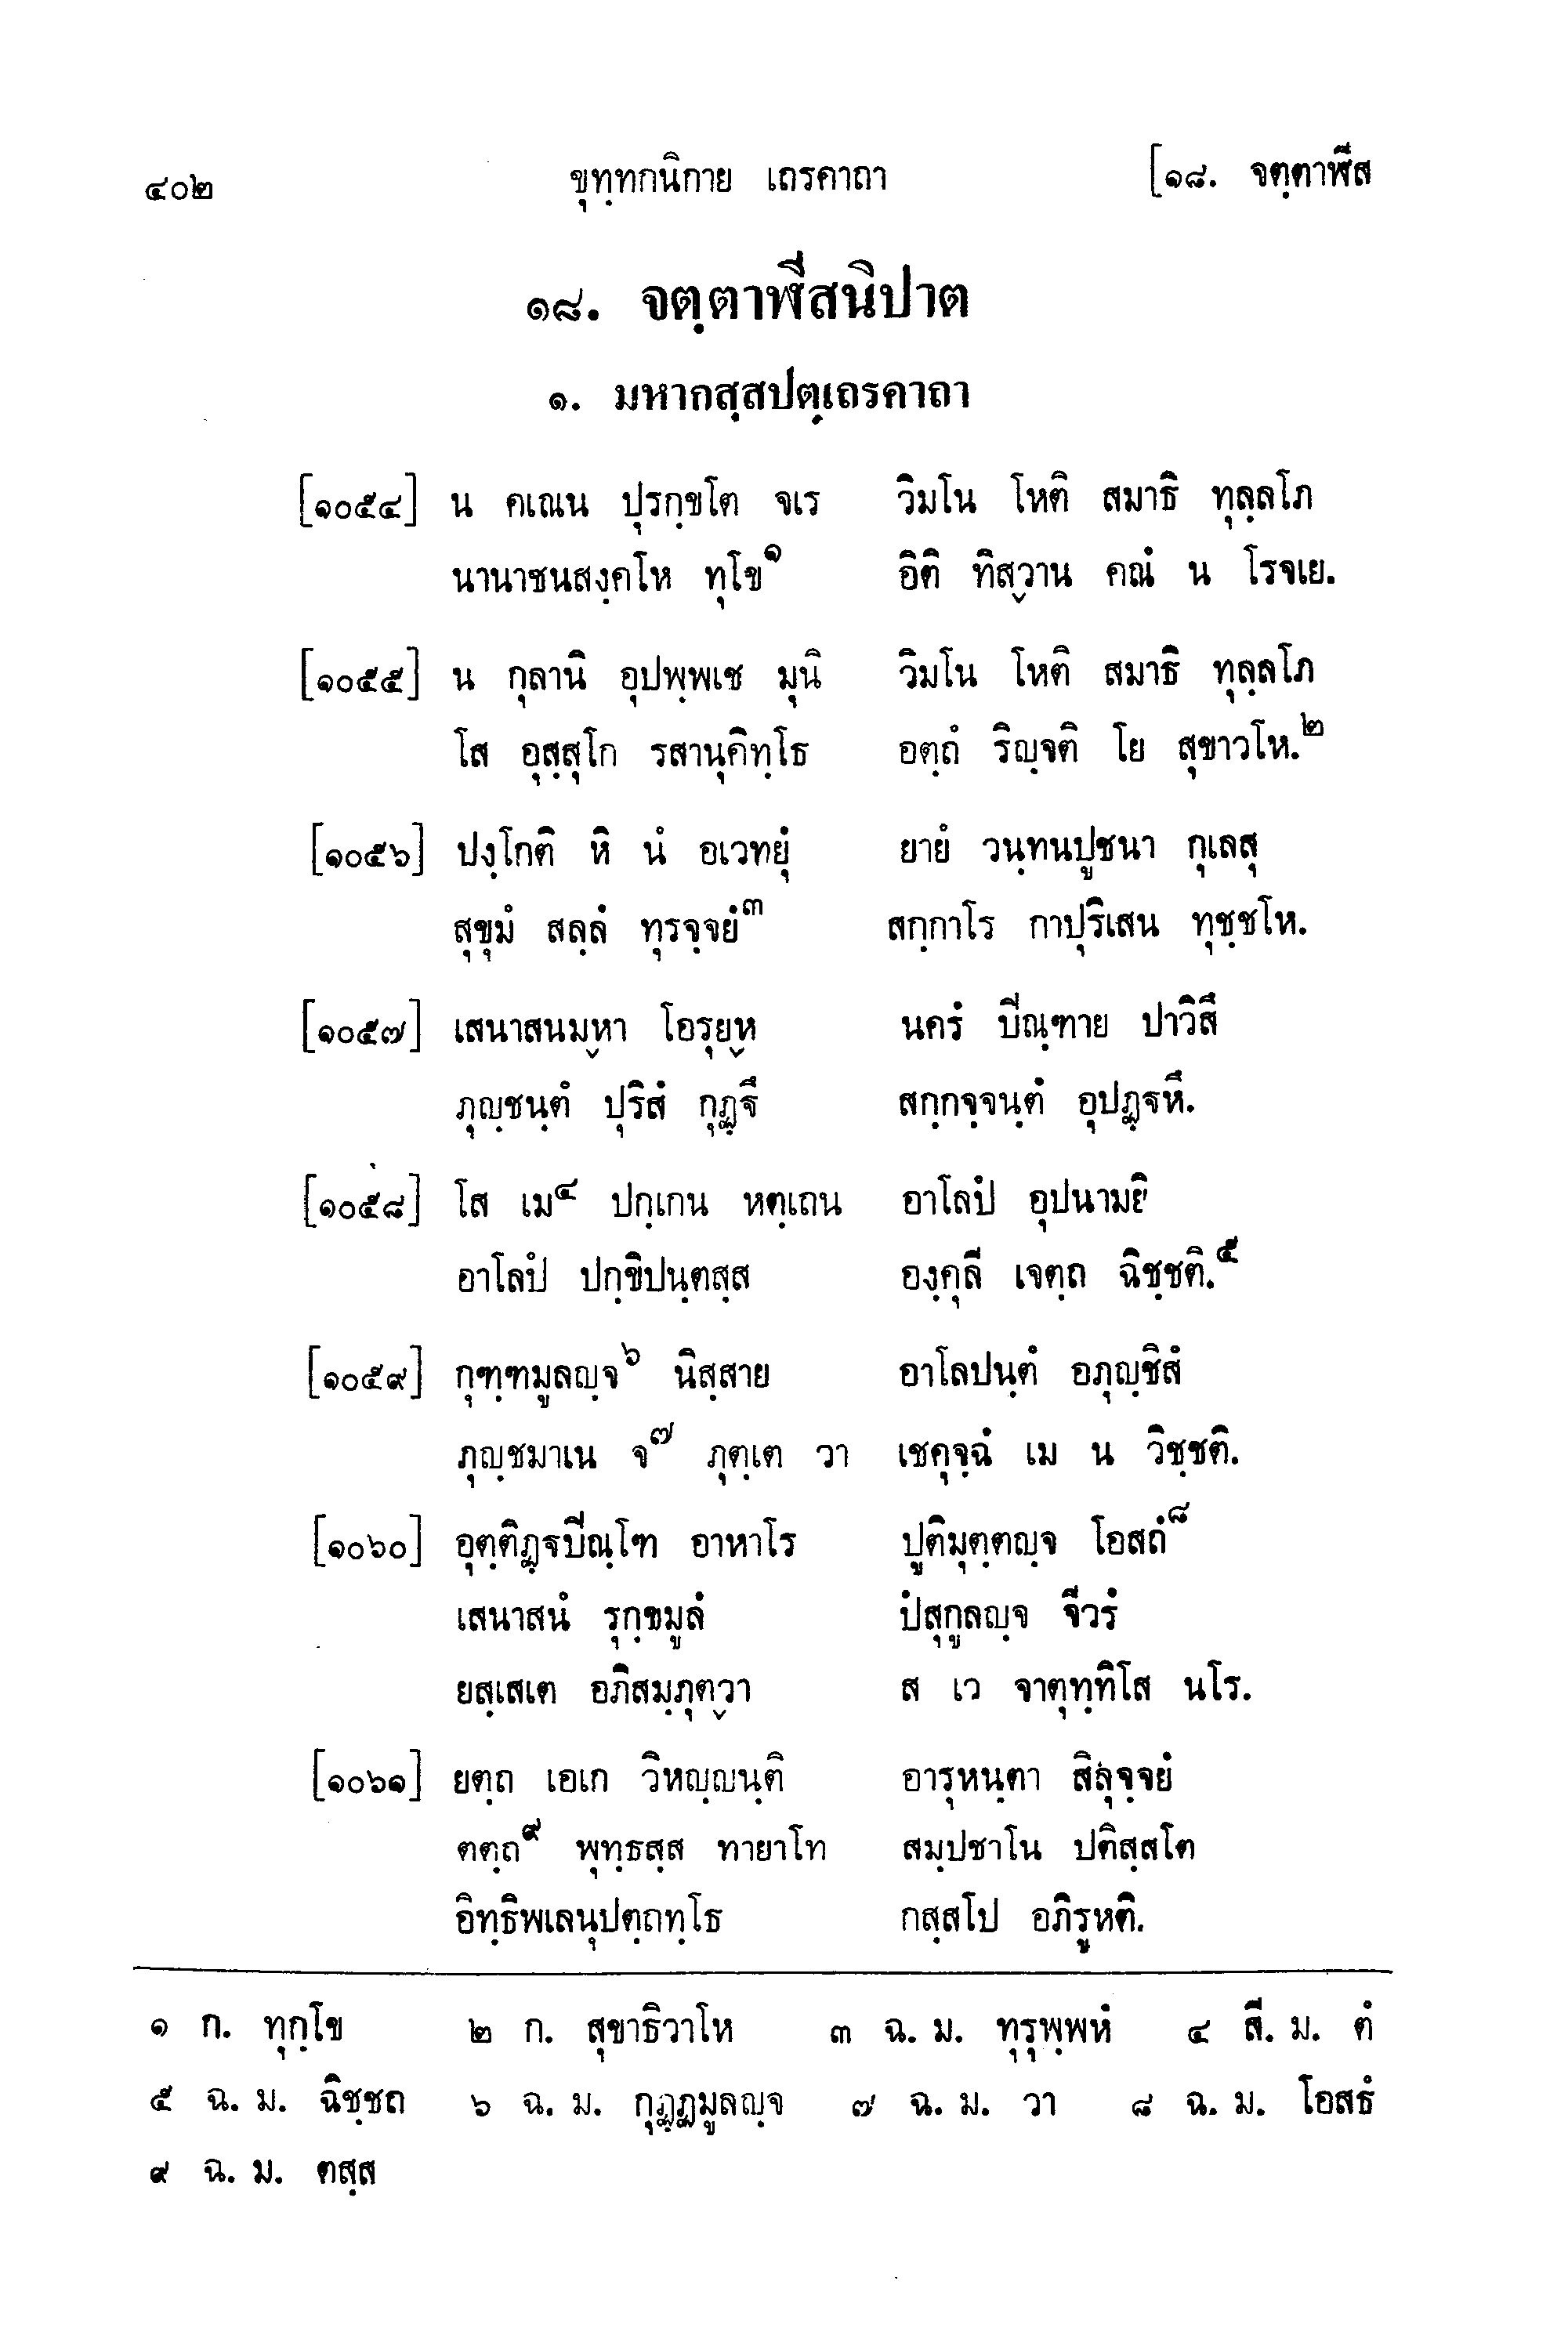 ๔๐๒ ขุทฺทกนิกาย เถรคาถา [๑๘. จตฺตาฬีส
๑๘. จตฺตาฬีสนิปาต
๑. มหากสฺสปตฺเถรคาถา
[๑๐๕๔] น คเณน ปุรกฺขโต จเร วิมโน โหติ สมาธิ ทุลฺลโภ
นานาชนสงฺคโห ทุโข๑ อิติ ทิสฺวาน คณํ น โรจเย.
[๑๐๕๕] น กุลานิ อุปพฺพเช มุนิ วิมโน โหติ สมาธิ ทุลฺลโภ
โส อุสฺสุโก รสานุคิทฺโธ อตฺถํ ริญฺจติ โย สุขาวโห.๒
[๑๐๕๖] ปงฺโกติ หิ นํ อเวทยุํ ยายํ วนฺทนปูชนา กุเลสุ
สุขุมํ สลฺลํ ทุรจฺจยํ๓ สกฺกาโร กาปุริเสน ทุชฺชโห.
[๑๐๕๗] เสนาสนมฺหา โอรุยฺห นครํ ปิณฺฑาย ปาวิสึ
ภุญฺชนฺตํ ปุริสํ กุฏฺฐึ สกฺกจฺจนฺตํ อุปฏฺฐหึ.
[๑๐๕๘] โส เม๔ ปกฺเกน หตฺเถน อาโลปํ อุปนามยิ
อาโลปํ ปกฺขิปนฺตสฺส องฺคุลี เจตฺถ ฉิชฺชติ.๕
[๑๐๕๙] กุฑฺฑมูลญฺจ๖ นิสฺสาย อาโลปนฺตํ อภุญฺชิสํ
ภุญฺชมาเน จ๗ ภุตฺเต วา เชคุจฺฉํ เม น วิชฺชติ.
[๑๐๖๐] อุตฺติฏฺฐปิณฺโฑ อาหาโร ปูติมุตฺตญฺจ โอสถํ๘
เสนาสนํ รุกฺขมูลํ ปํสุกูลญฺจ จีวรํ
ยสฺเสเต อภิสมฺภุตฺวา ส เว จาตุทฺทิโส นโร.
[๑๐๖๑] ยตฺถ เอเก วิหญฺญนฺติ อารุหนฺตา สิลุจฺจยํ
ตตฺถ๙ พุทฺธสฺส ทายาโท สมฺปชาโน ปติสฺสโต
อิทฺธิพเลนุปตฺถทฺโธ กสฺสโป อภิรูหติ.
๑ ก. ทุกฺโข ๒ ก. สุขาธิวาโห ๓ ฉ. ม. ทุรุพฺพหํ ๔ สี. ม. ตํ
๕ ฉ. ม. ฉิชฺชถ ๖ ฉ. ม. กุฏฺฏมูลญฺจ ๗ ฉ. ม. วา ๘ ฉ. ม. โอสธํ
๙ ฉ. ม. ตสฺส